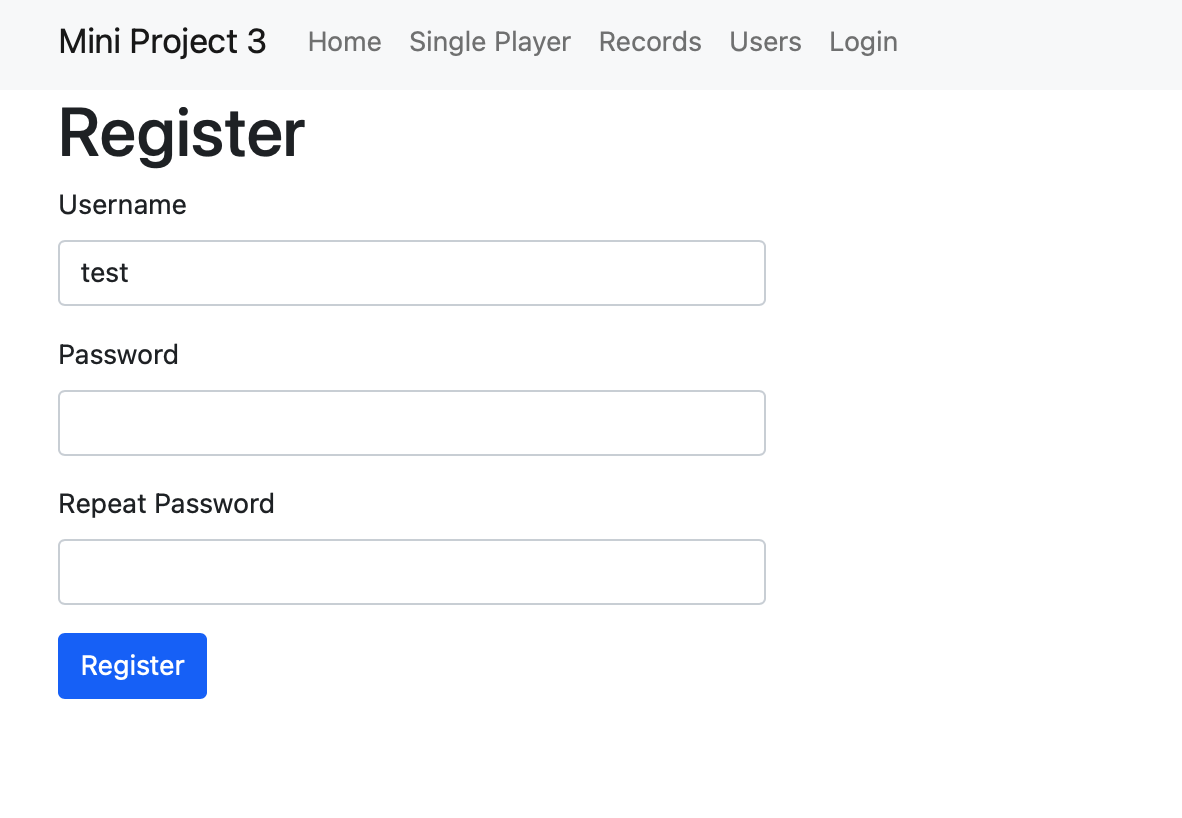 Mini Project 3 Home Single Player Records Users Login
Register
Username
test
Password
Repeat Password
Register